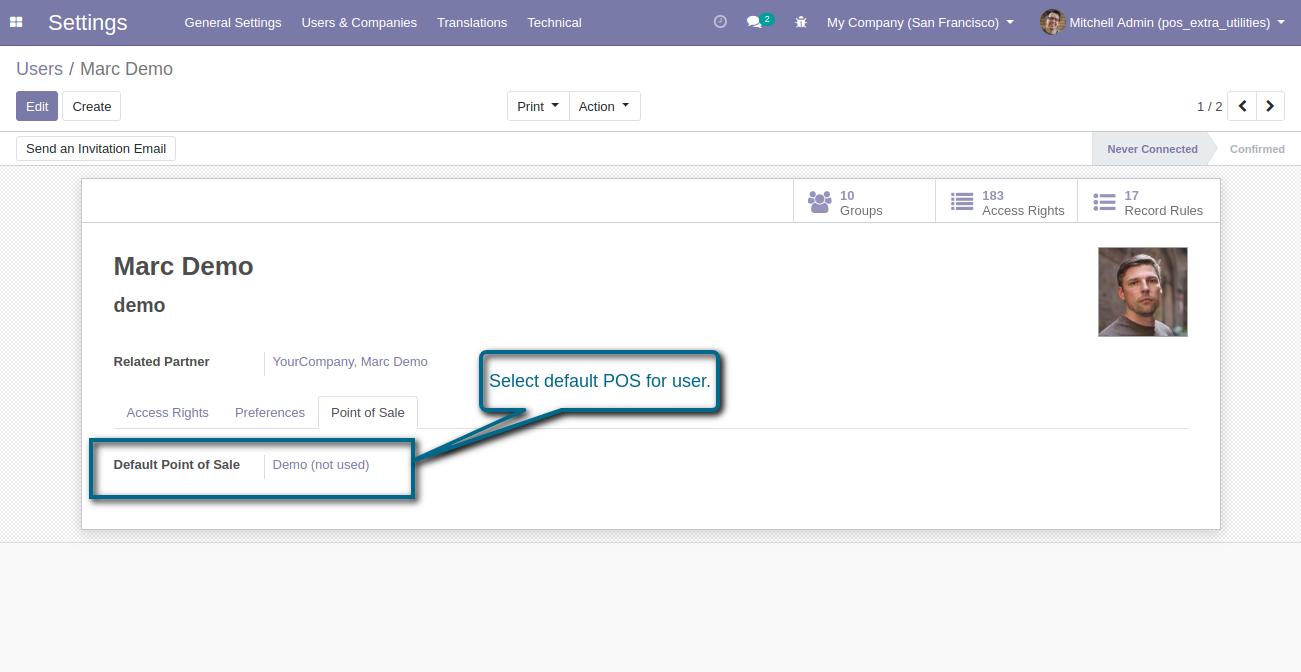 Settings General Settings Users & Companies Translations Technical 2 My Company (San Francisco) Mitchell Admin (pos_extra_utilities)
Users / Marc Demo
Edit Create Print Action 1 / 2
Send an Invitation Email Never Connected Confirmed
10 183 17
Groups Access Rights Record Rules
Marc Demo
demo
Related Partner YourCompany, Marc Demo
Select default POS for user.
Access Rights Preferences Point of Sale
Default Point of Sale Demo (not used)